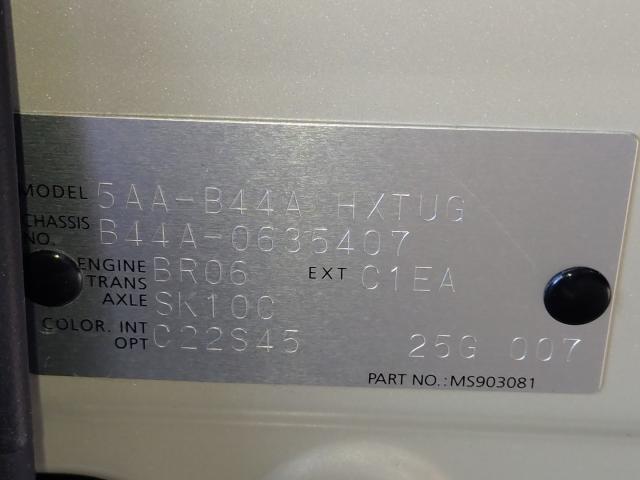 MODEL 5AA-B44A HXTUG
CHASSIS NO. B44A-0635407
ENGINE BR06 EXT C1EA
TRANS AXLE SK10C
COLOR. INT OPT C22S45 25G 007
PART NO.:MS903081